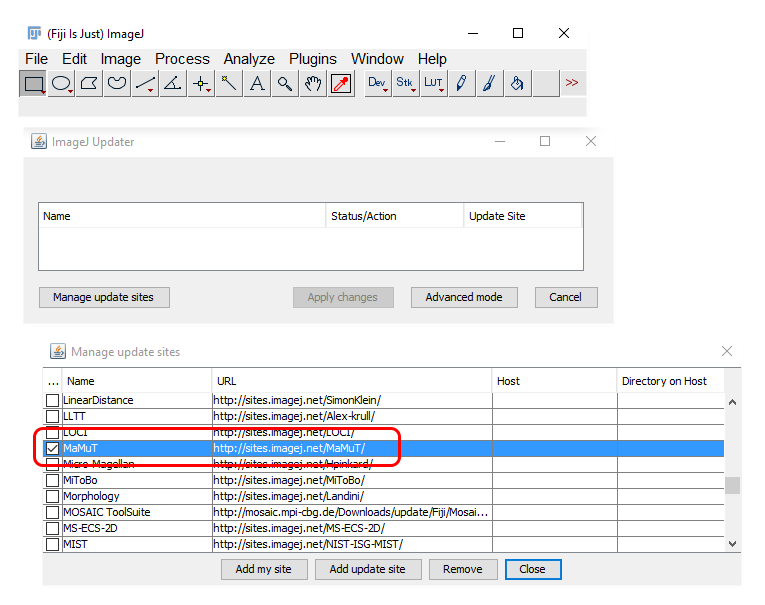 (Fiji Is Just) ImageJ
File Edit Image Process Analyze Plugins Window Help
A Dev Stk LUT >>
ImageJ Updater
Name Status/Action Update Site
Manage update sites Apply changes Advanced mode Cancel
Manage update sites
... Name URL Host Directory on Host
LinearDistance http://sites.imagej.net/SimonKlein/
LLTT http://sites.imagej.net/Alex-krull/
LOCI http://sites.imagej.net/LOCI/
MaMuT http://sites.imagej.net/MaMuT/
Micro-Magellan http://sites.imagej.net/Hpinkard/
MiToBo http://sites.imagej.net/MiToBo/
Morphology http://sites.imagej.net/Landini/
MOSAIC ToolSuite http://mosaic.mpi-cbg.de/Downloads/update/Fiji/Mosai...
MS-ECS-2D http://sites.imagej.net/MS-ECS-2D/
MIST http://sites.imagej.net/NIST-ISG-MIST/
Add my site Add update site Remove Close